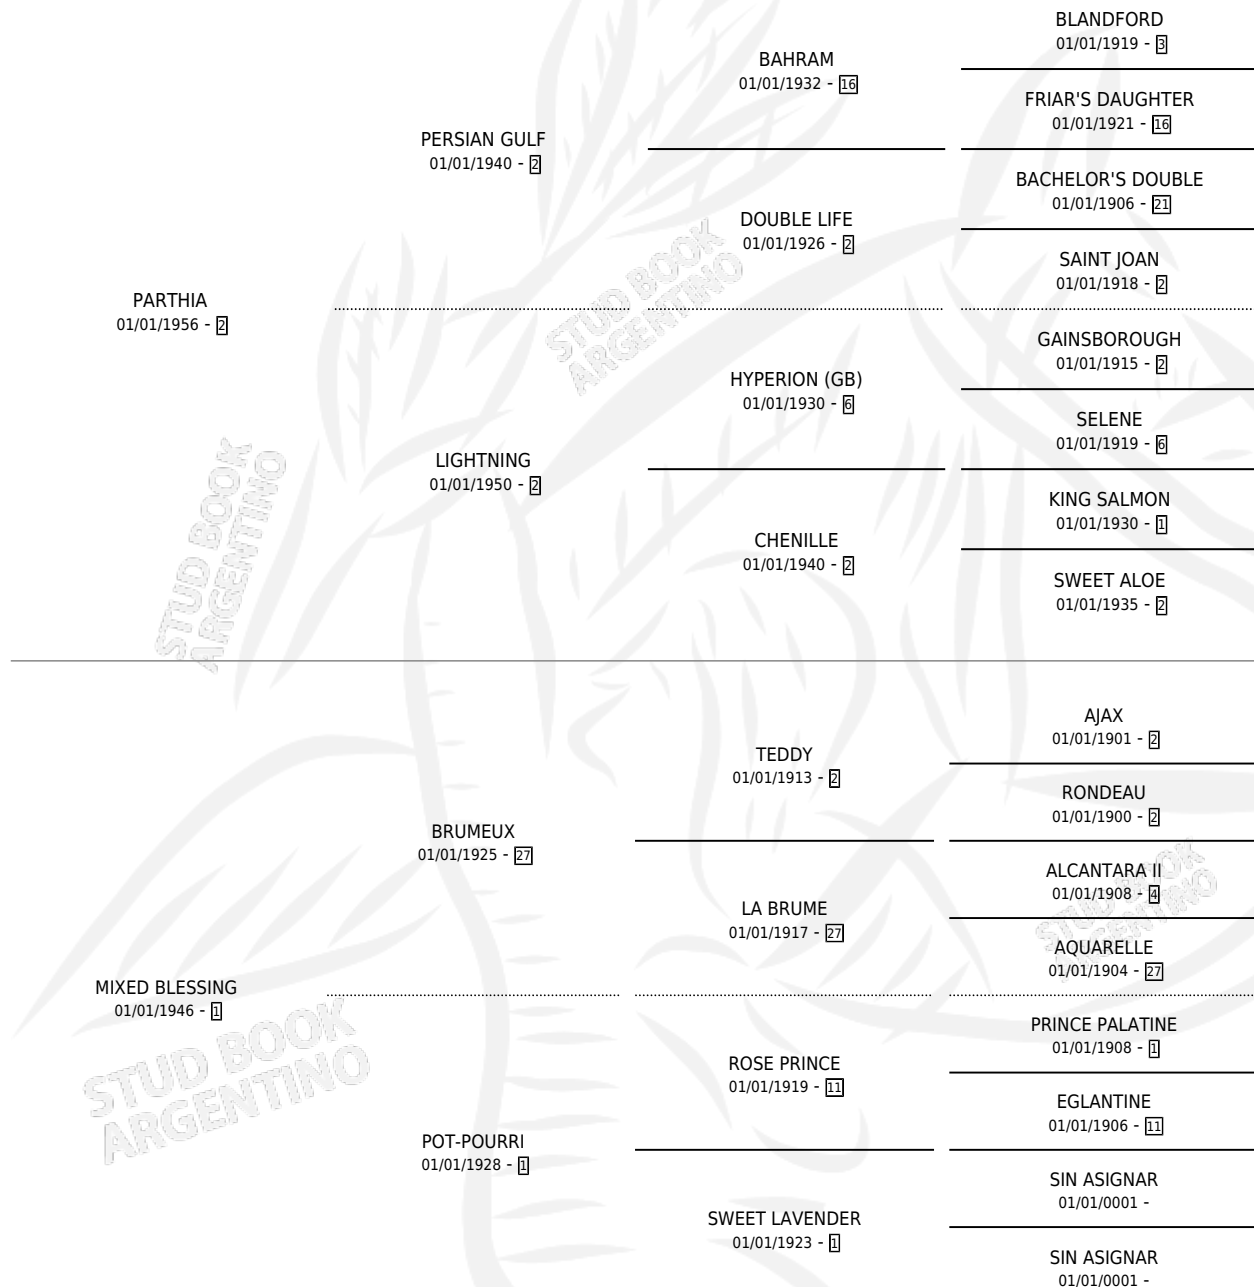 BLANDFORD
01/01/1919 - 3
BAHRAM
01/01/1932 - 16
FRIAR'S DAUGHTER
01/01/1921 - 16
PERSIAN GULF
01/01/1940 - 2
BACHELOR'S DOUBLE
01/01/1906 - 21
DOUBLE LIFE
01/01/1926 - 2
SAINT JOAN
01/01/1918 - 2
PARTHIA
01/01/1956 - 2
GAINSBOROUGH
01/01/1915 - 2
HYPERION (GB)
01/01/1930 - 6
SELENE
01/01/1919 - 6
LIGHTNING
01/01/1950 - 2
KING SALMON
01/01/1930 - 1
CHENILLE
01/01/1940 - 2
SWEET ALOE
01/01/1935 - 2
AJAX
01/01/1901 - 2
TEDDY
01/01/1913 - 2
RONDEAU
01/01/1900 - 2
BRUMEUX
01/01/1925 - 27
ALCANTARA II
01/01/1908 - 4
LA BRUME
01/01/1917 - 27
AQUARELLE
01/01/1904 - 27
MIXED BLESSING
01/01/1946 - 1
PRINCE PALATINE
01/01/1908 - 1
ROSE PRINCE
01/01/1919 - 11
EGLANTINE
01/01/1906 - 11
POT-POURRI
01/01/1928 - 1
SIN ASIGNAR
01/01/0001 -
SWEET LAVENDER
01/01/1923 - 1
SIN ASIGNAR
01/01/0001 -
STUD BOOK
ARGENTINO
STUD BOOK
ARGENTINO
STUD BOOK
ARGENTINO
STUD BOOK
ARGENTINO